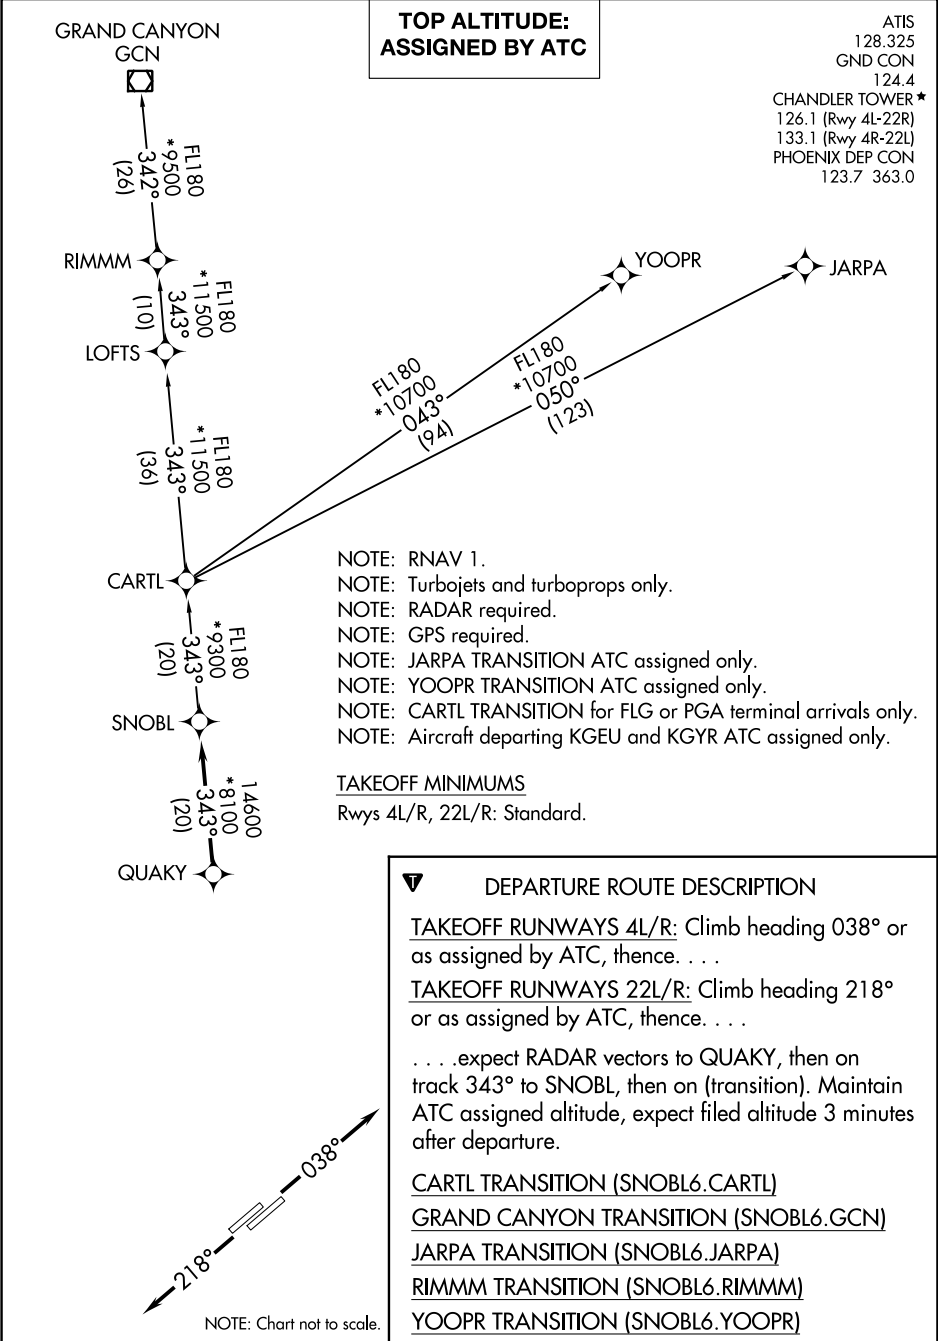 TOP ALTITUDE:
ASSIGNED BY ATC
ATIS
128.325
GND CON
124.4
CHANDLER TOWER★
126.1 (Rwy 4L-22R)
133.1 (Rwy 4R-22L)
PHOENIX DEP CON
123.7 363.0
GRAND CANYON
GCN
FL180
*9500
342°
(26)
RIMMM
FL180
*11500
343°
(10)
LOFTS
FL180
*11500
343°
(36)
YOOPR
JARPA
FL180
*10700
043°
(94)
FL180
*10700
050°
(123)
CARTL
FL180
*9300
343°
(20)
SNOBL
14600
*8100
343°
(20)
QUAKY
NOTE: RNAV 1.
NOTE: Turbojets and turboprops only.
NOTE: RADAR required.
NOTE: GPS required.
NOTE: JARPA TRANSITION ATC assigned only.
NOTE: YOOPR TRANSITION ATC assigned only.
NOTE: CARTL TRANSITION for FLG or PGA terminal arrivals only.
NOTE: Aircraft departing KGEU and KGYR ATC assigned only.
TAKEOFF MINIMUMS
Rwys 4L/R, 22L/R: Standard.
T
DEPARTURE ROUTE DESCRIPTION
TAKEOFF RUNWAYS 4L/R: Climb heading 038° or
as assigned by ATC, thence. . . .
TAKEOFF RUNWAYS 22L/R: Climb heading 218°
or as assigned by ATC, thence. . . .
. . . .expect RADAR vectors to QUAKY, then on
track 343° to SNOBL, then on (transition). Maintain
ATC assigned altitude, expect filed altitude 3 minutes
after departure.
CARTL TRANSITION (SNOBL6.CARTL)
GRAND CANYON TRANSITION (SNOBL6.GCN)
JARPA TRANSITION (SNOBL6.JARPA)
RIMMM TRANSITION (SNOBL6.RIMMM)
YOOPR TRANSITION (SNOBL6.YOOPR)
038°
218°
NOTE: Chart not to scale.